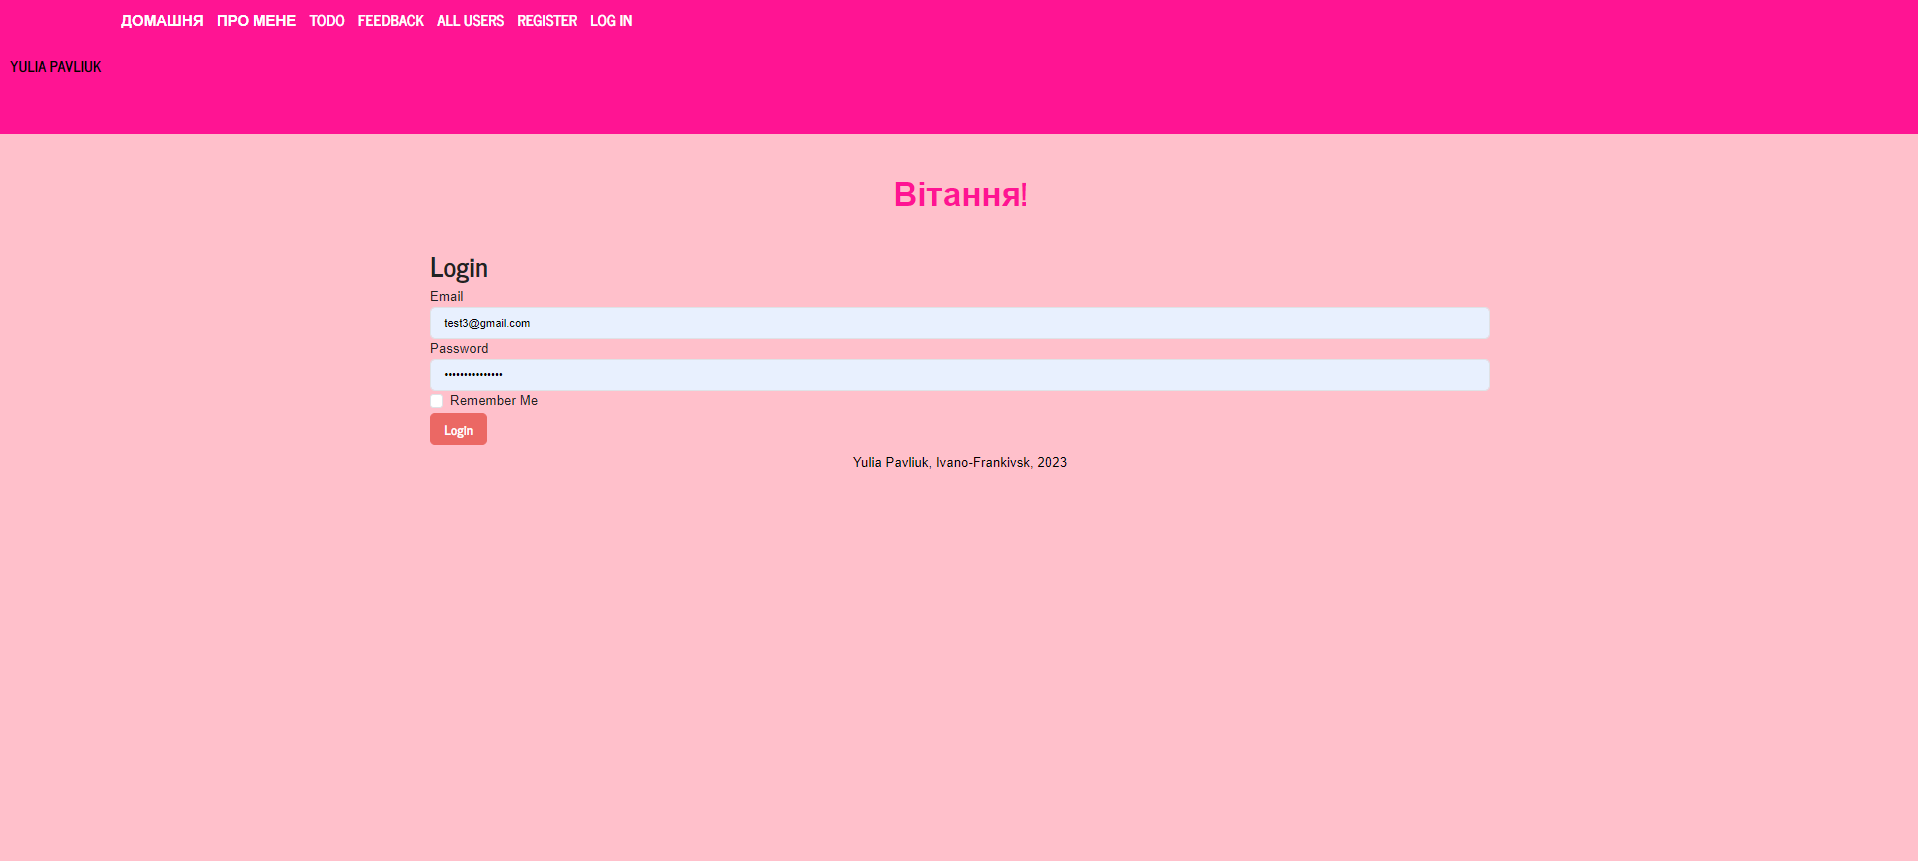 ДОМАШНЯ ПРО МЕНЕ TODO FEEDBACK ALL USERS REGISTER LOG IN
YULIA PAVLIUK
Вітання!
Login
Email
test3@gmail.com
Password
•••••••••••••••
Remember Me
Login
Yulia Pavliuk, Ivano-Frankivsk, 2023